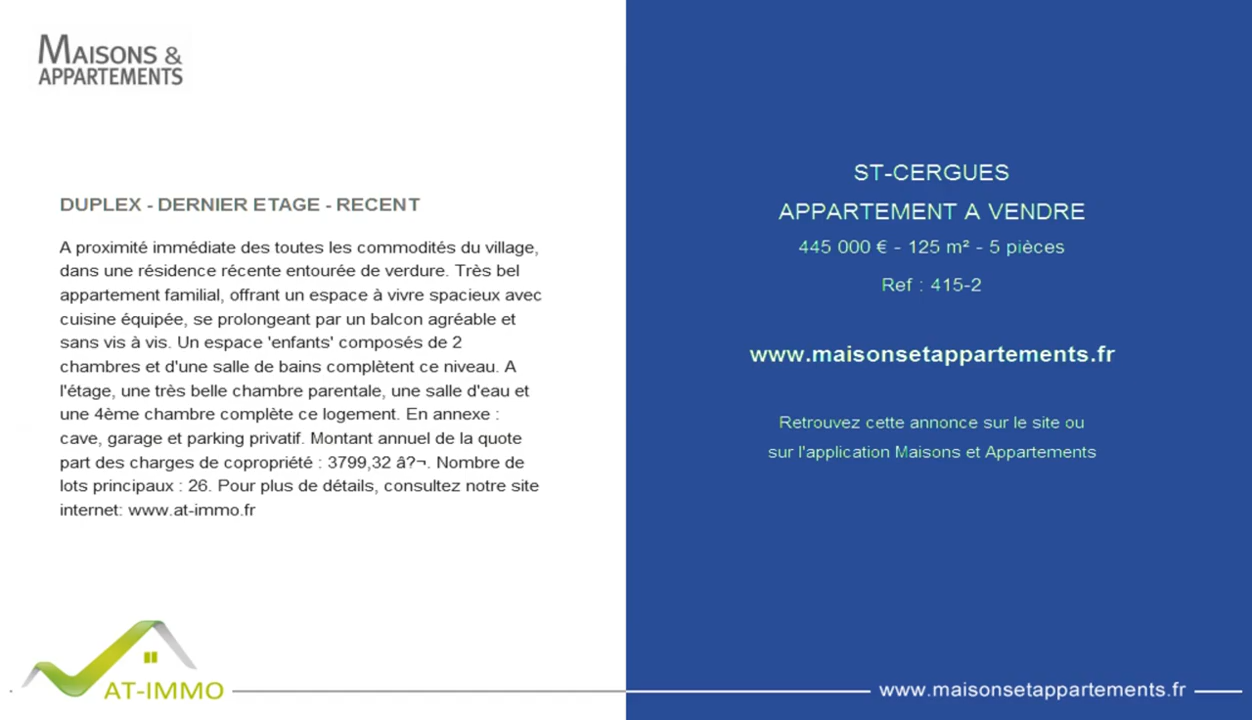 MAISONS &
APPARTEMENTS
DUPLEX - DERNIER ETAGE - RECENT
A proximité immédiate des toutes les commodités du village,
dans une résidence récente entourée de verdure. Très bel
appartement familial, offrant un espace à vivre spacieux avec
cuisine équipée, se prolongeant par un balcon agréable et
sans vis à vis. Un espace 'enfants' composés de 2
chambres et d'une salle de bains complètent ce niveau. A
l'étage, une très belle chambre parentale, une salle d'eau et
une 4ème chambre complète ce logement. En annexe :
cave, garage et parking privatif. Montant annuel de la quote
part des charges de copropriété : 3799,32 â?¬. Nombre de
lots principaux : 26. Pour plus de détails, consultez notre site
internet: www.at-immo.fr
AT-IMMO
ST-CERGUES
APPARTEMENT A VENDRE
445 000 € - 125 m² - 5 pièces
Ref : 415-2
www.maisonsetappartements.fr
Retrouvez cette annonce sur le site ou
sur l'application Maisons et Appartements
www.maisonsetappartements.fr